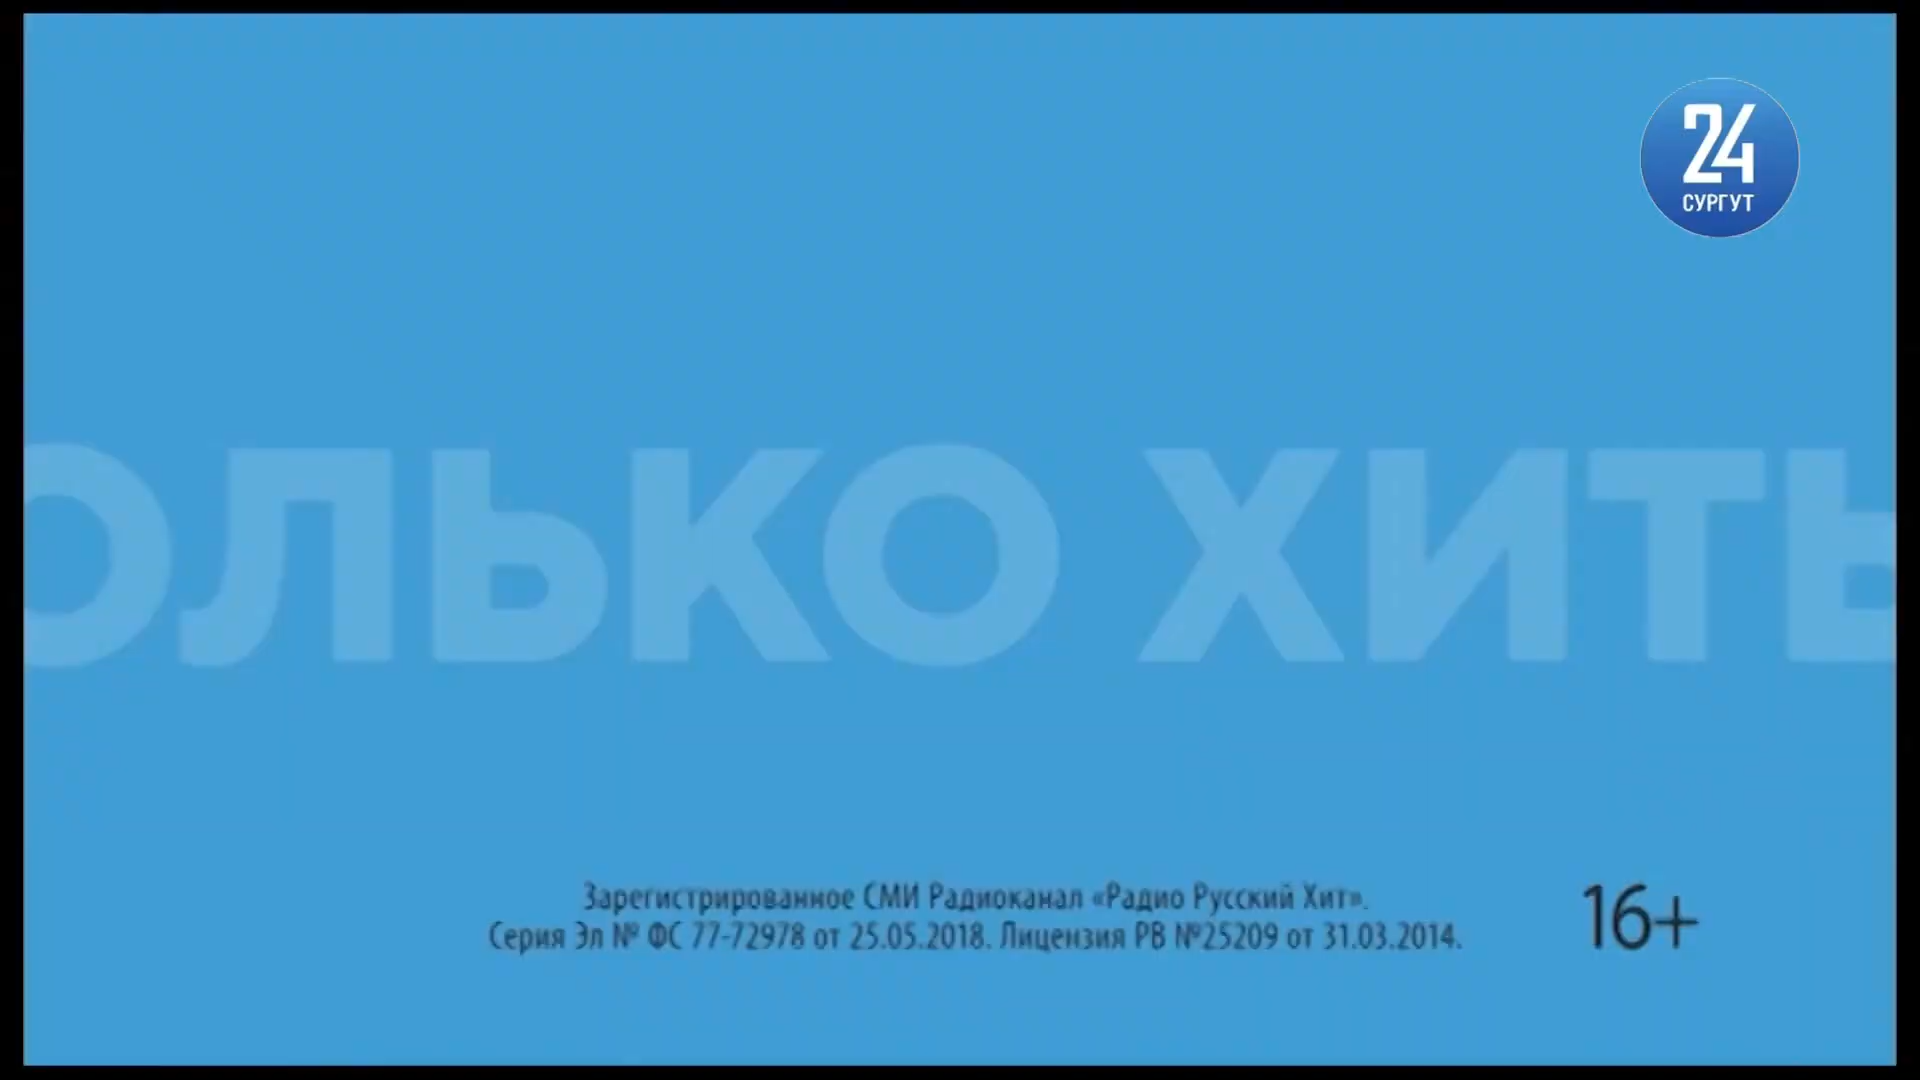 24
СУРГУТ
ОЛЬКО ХИТЫ
Зарегистрированное СМИ Радиоканал «Радио Русский Хит».
Серия Эл № ФС 77-72978 от 25.05.2018. Лицензия РВ №25209 от 31.03.2014.
16+